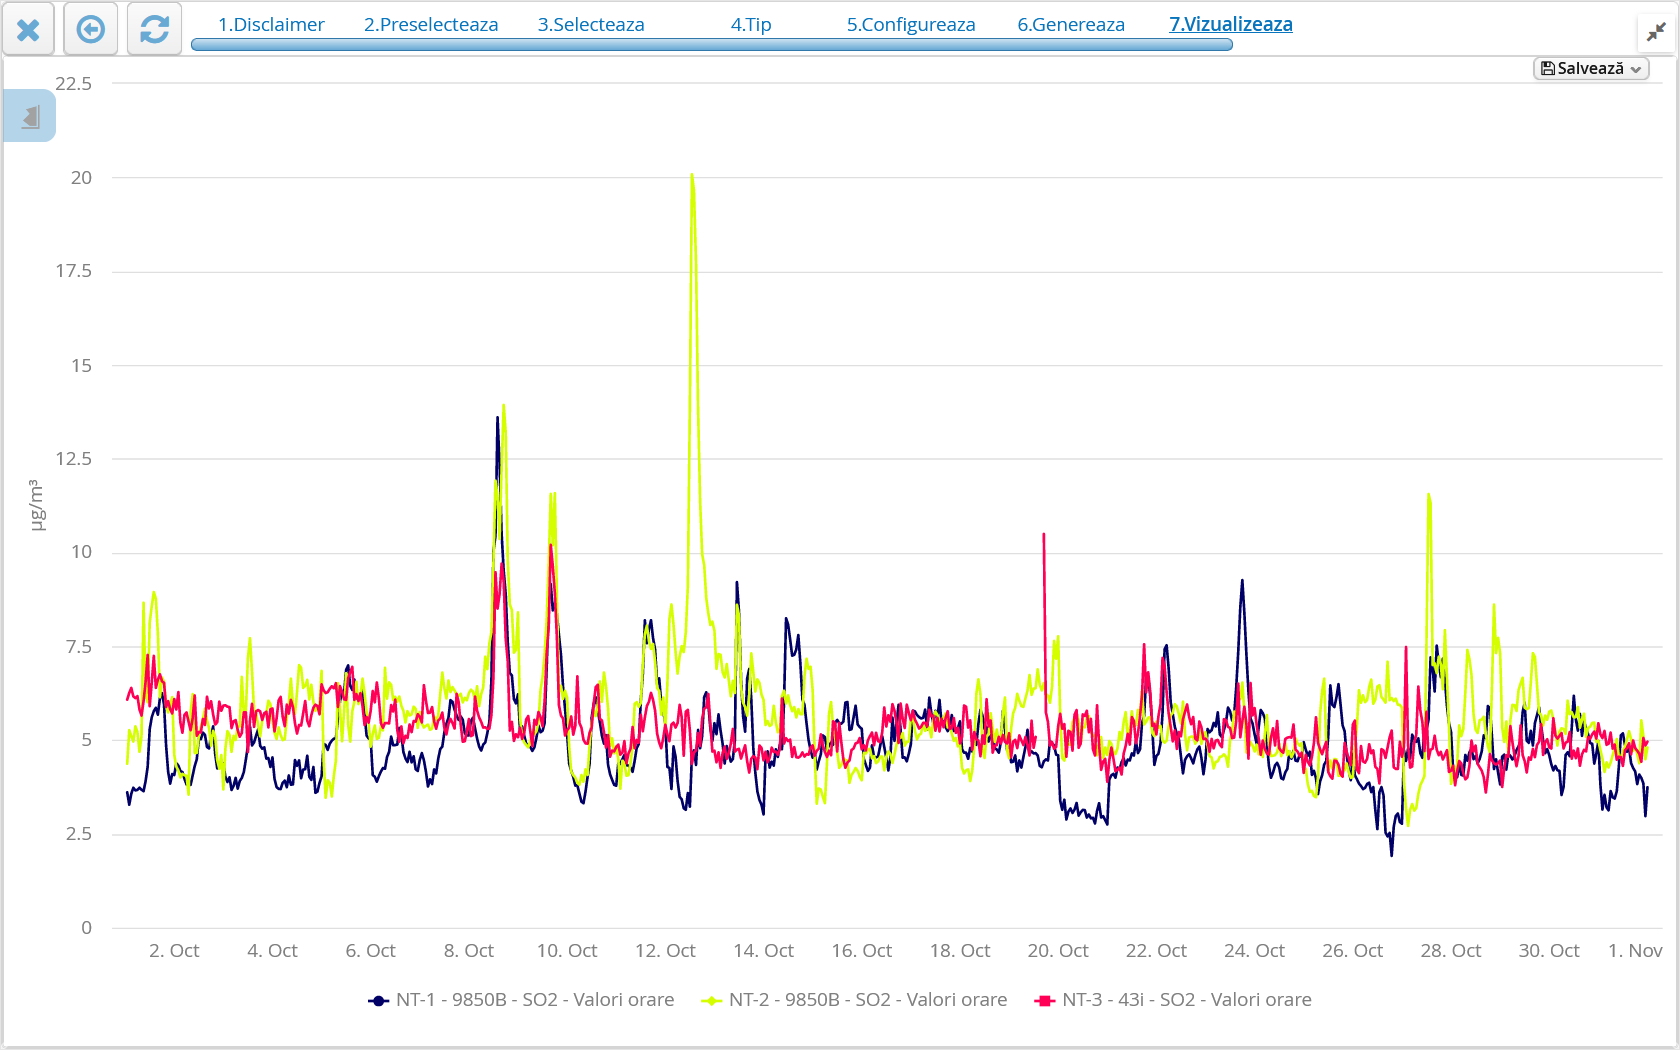 1.Disclaimer 2.Preselecteaza 3.Selecteaza 4.Tip 5.Configureaza 6.Genereaza 7.Vizualizeaza
Salvează
22.5
20
17.5
15
12.5
10
7.5
5
2.5
0
µg/m³
2. Oct 4. Oct 6. Oct 8. Oct 10. Oct 12. Oct 14. Oct 16. Oct 18. Oct 20. Oct 22. Oct 24. Oct 26. Oct 28. Oct 30. Oct 1. Nov
NT-1 - 9850B - SO2 - Valori orare NT-2 - 9850B - SO2 - Valori orare NT-3 - 43i - SO2 - Valori orare